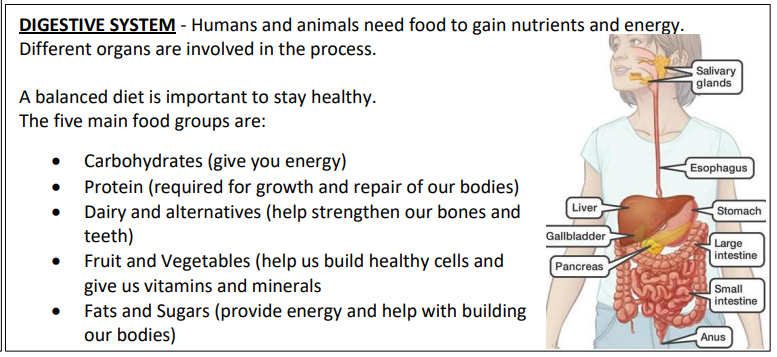 DIGESTIVE SYSTEM - Humans and animals need food to gain nutrients and energy.
Different organs are involved in the process.
A balanced diet is important to stay healthy.
The five main food groups are:
• Carbohydrates (give you energy)
• Protein (required for growth and repair of our bodies)
• Dairy and alternatives (help strengthen our bones and
teeth)
• Fruit and Vegetables (help us build healthy cells and
give us vitamins and minerals
• Fats and Sugars (provide energy and help with building
our bodies)
Salivary
glands
Esophagus
Liver
Stomach
Gallbladder
Large
intestine
Pancreas
Small
intestine
Anus